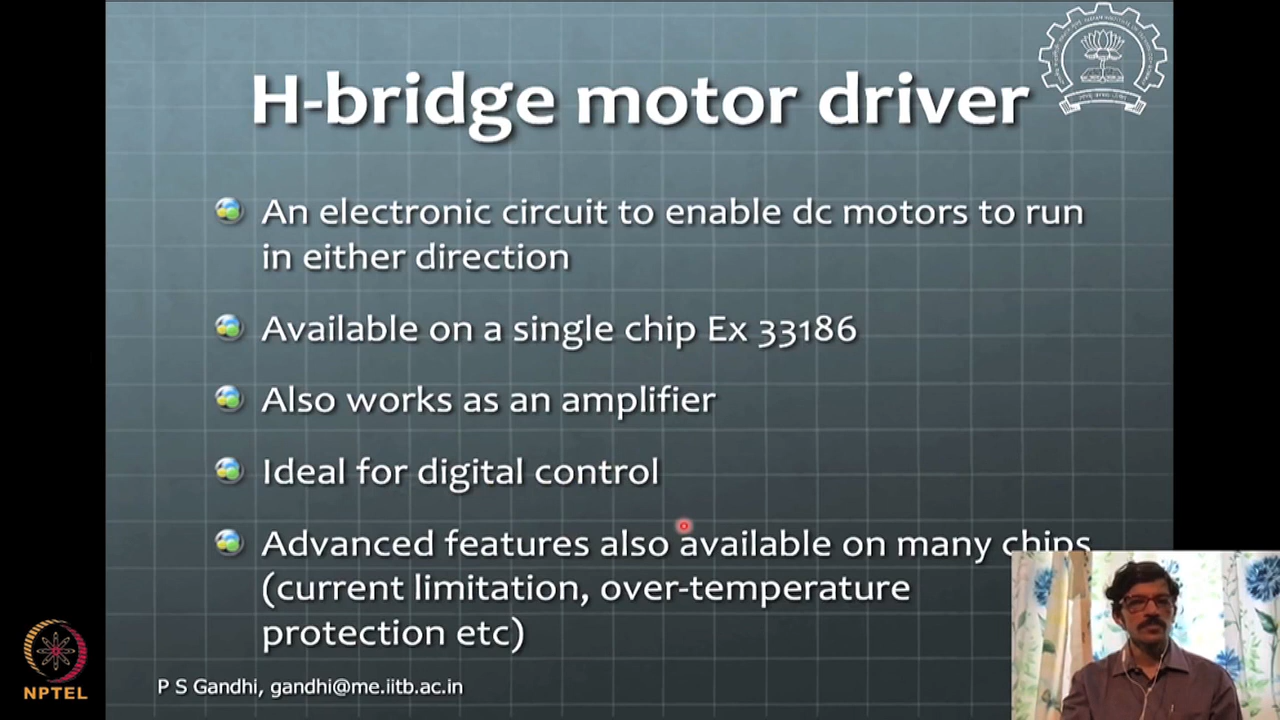 H-bridge motor driver
An electronic circuit to enable dc motors to run
in either direction
Available on a single chip Ex 33186
Also works as an amplifier
Ideal for digital control
Advanced features also available on many chips
(current limitation, over-temperature
protection etc)
P S Gandhi, gandhi@me.iitb.ac.in
NPTEL